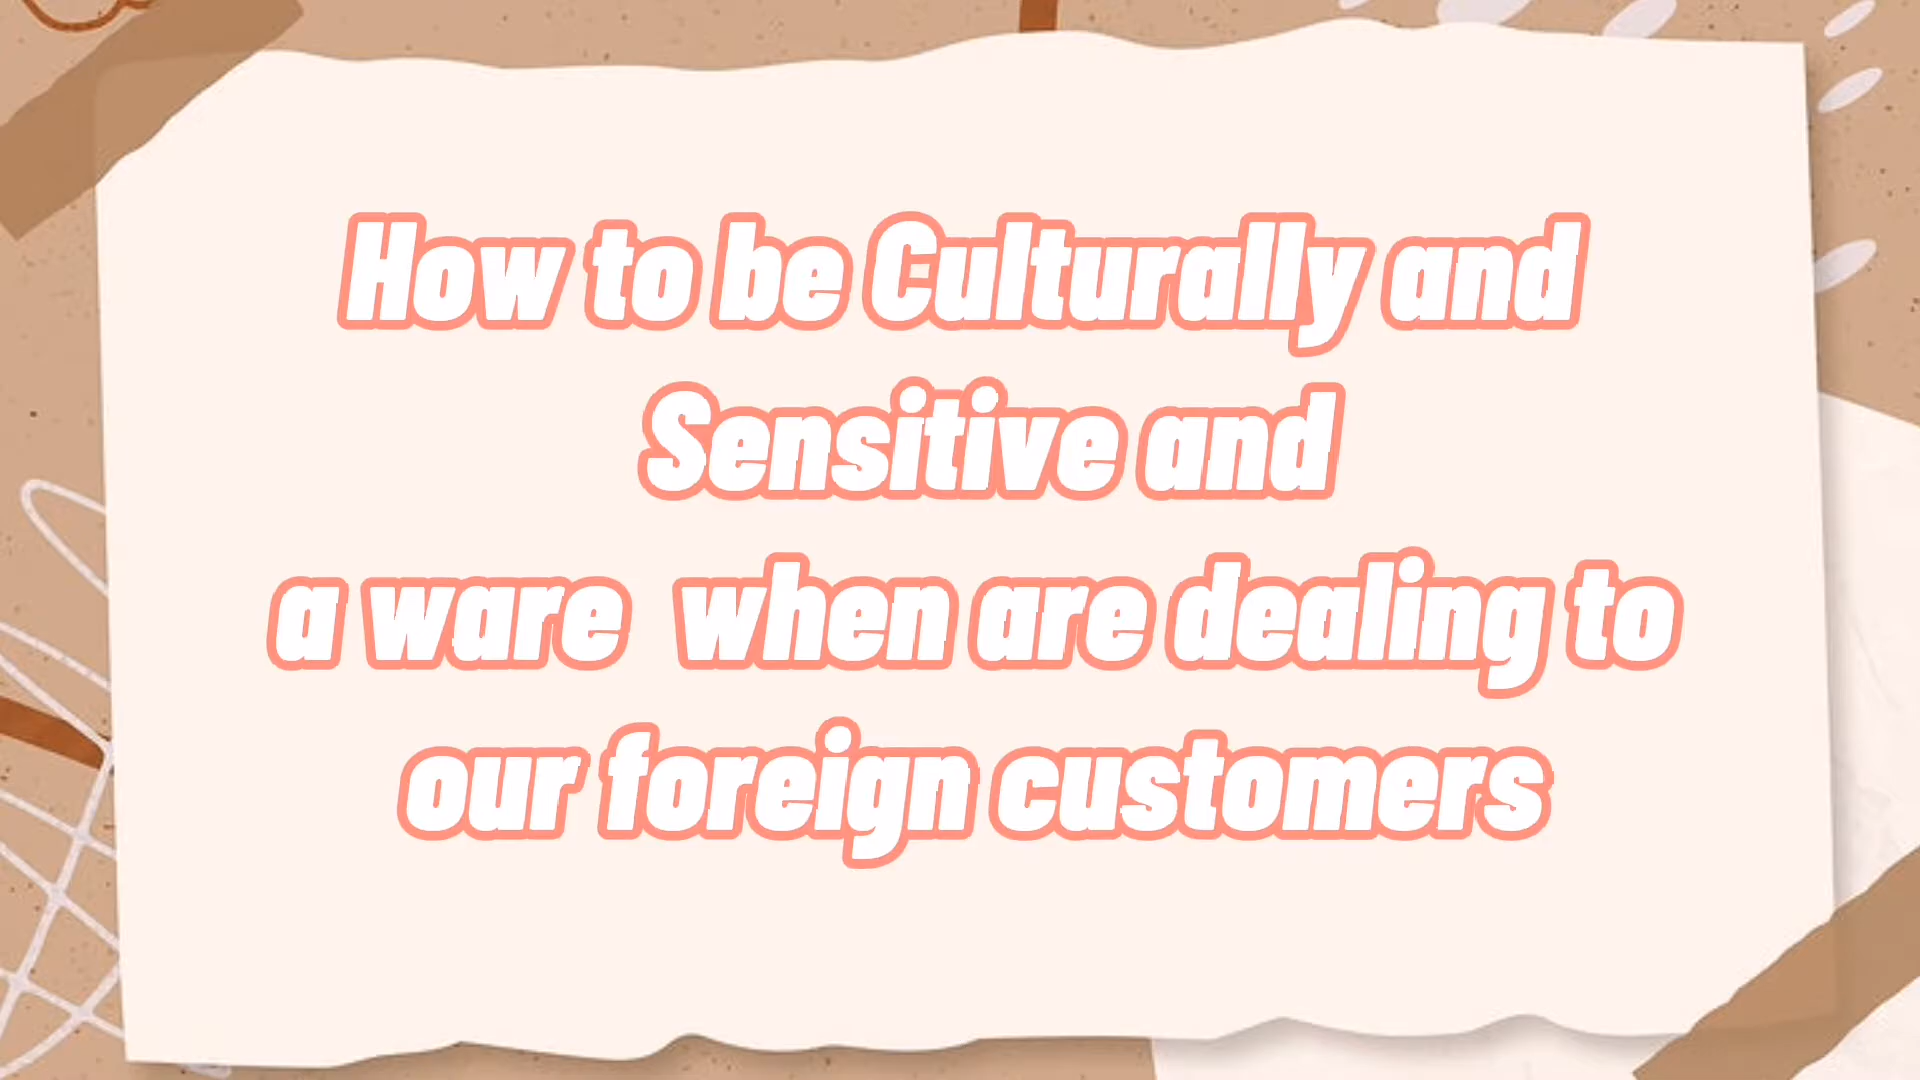 How to be Culturally and
Sensitive and
a ware when are dealing to
our foreign customers